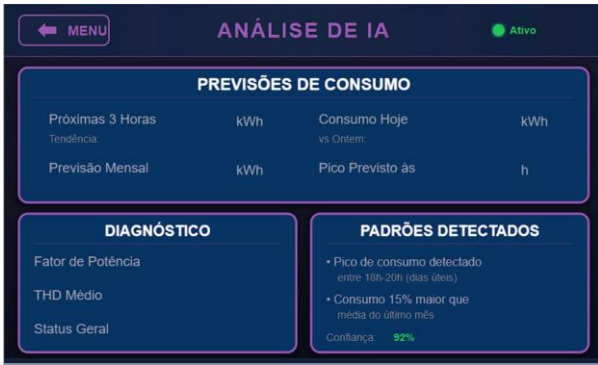 MENU
ANÁLISE DE IA
Ativo
PREVISÕES DE CONSUMO
Próximas 3 Horas kWh Consumo Hoje kWh
Tendência: vs Ontem:
Previsão Mensal kWh Pico Previsto às h
DIAGNÓSTICO
Fator de Potência
THD Médio
Status Geral
PADRÕES DETECTADOS
• Pico de consumo detectado
entre 18h-20h (dias úteis)
• Consumo 15% maior que
média do último mês
Confiança: 92%